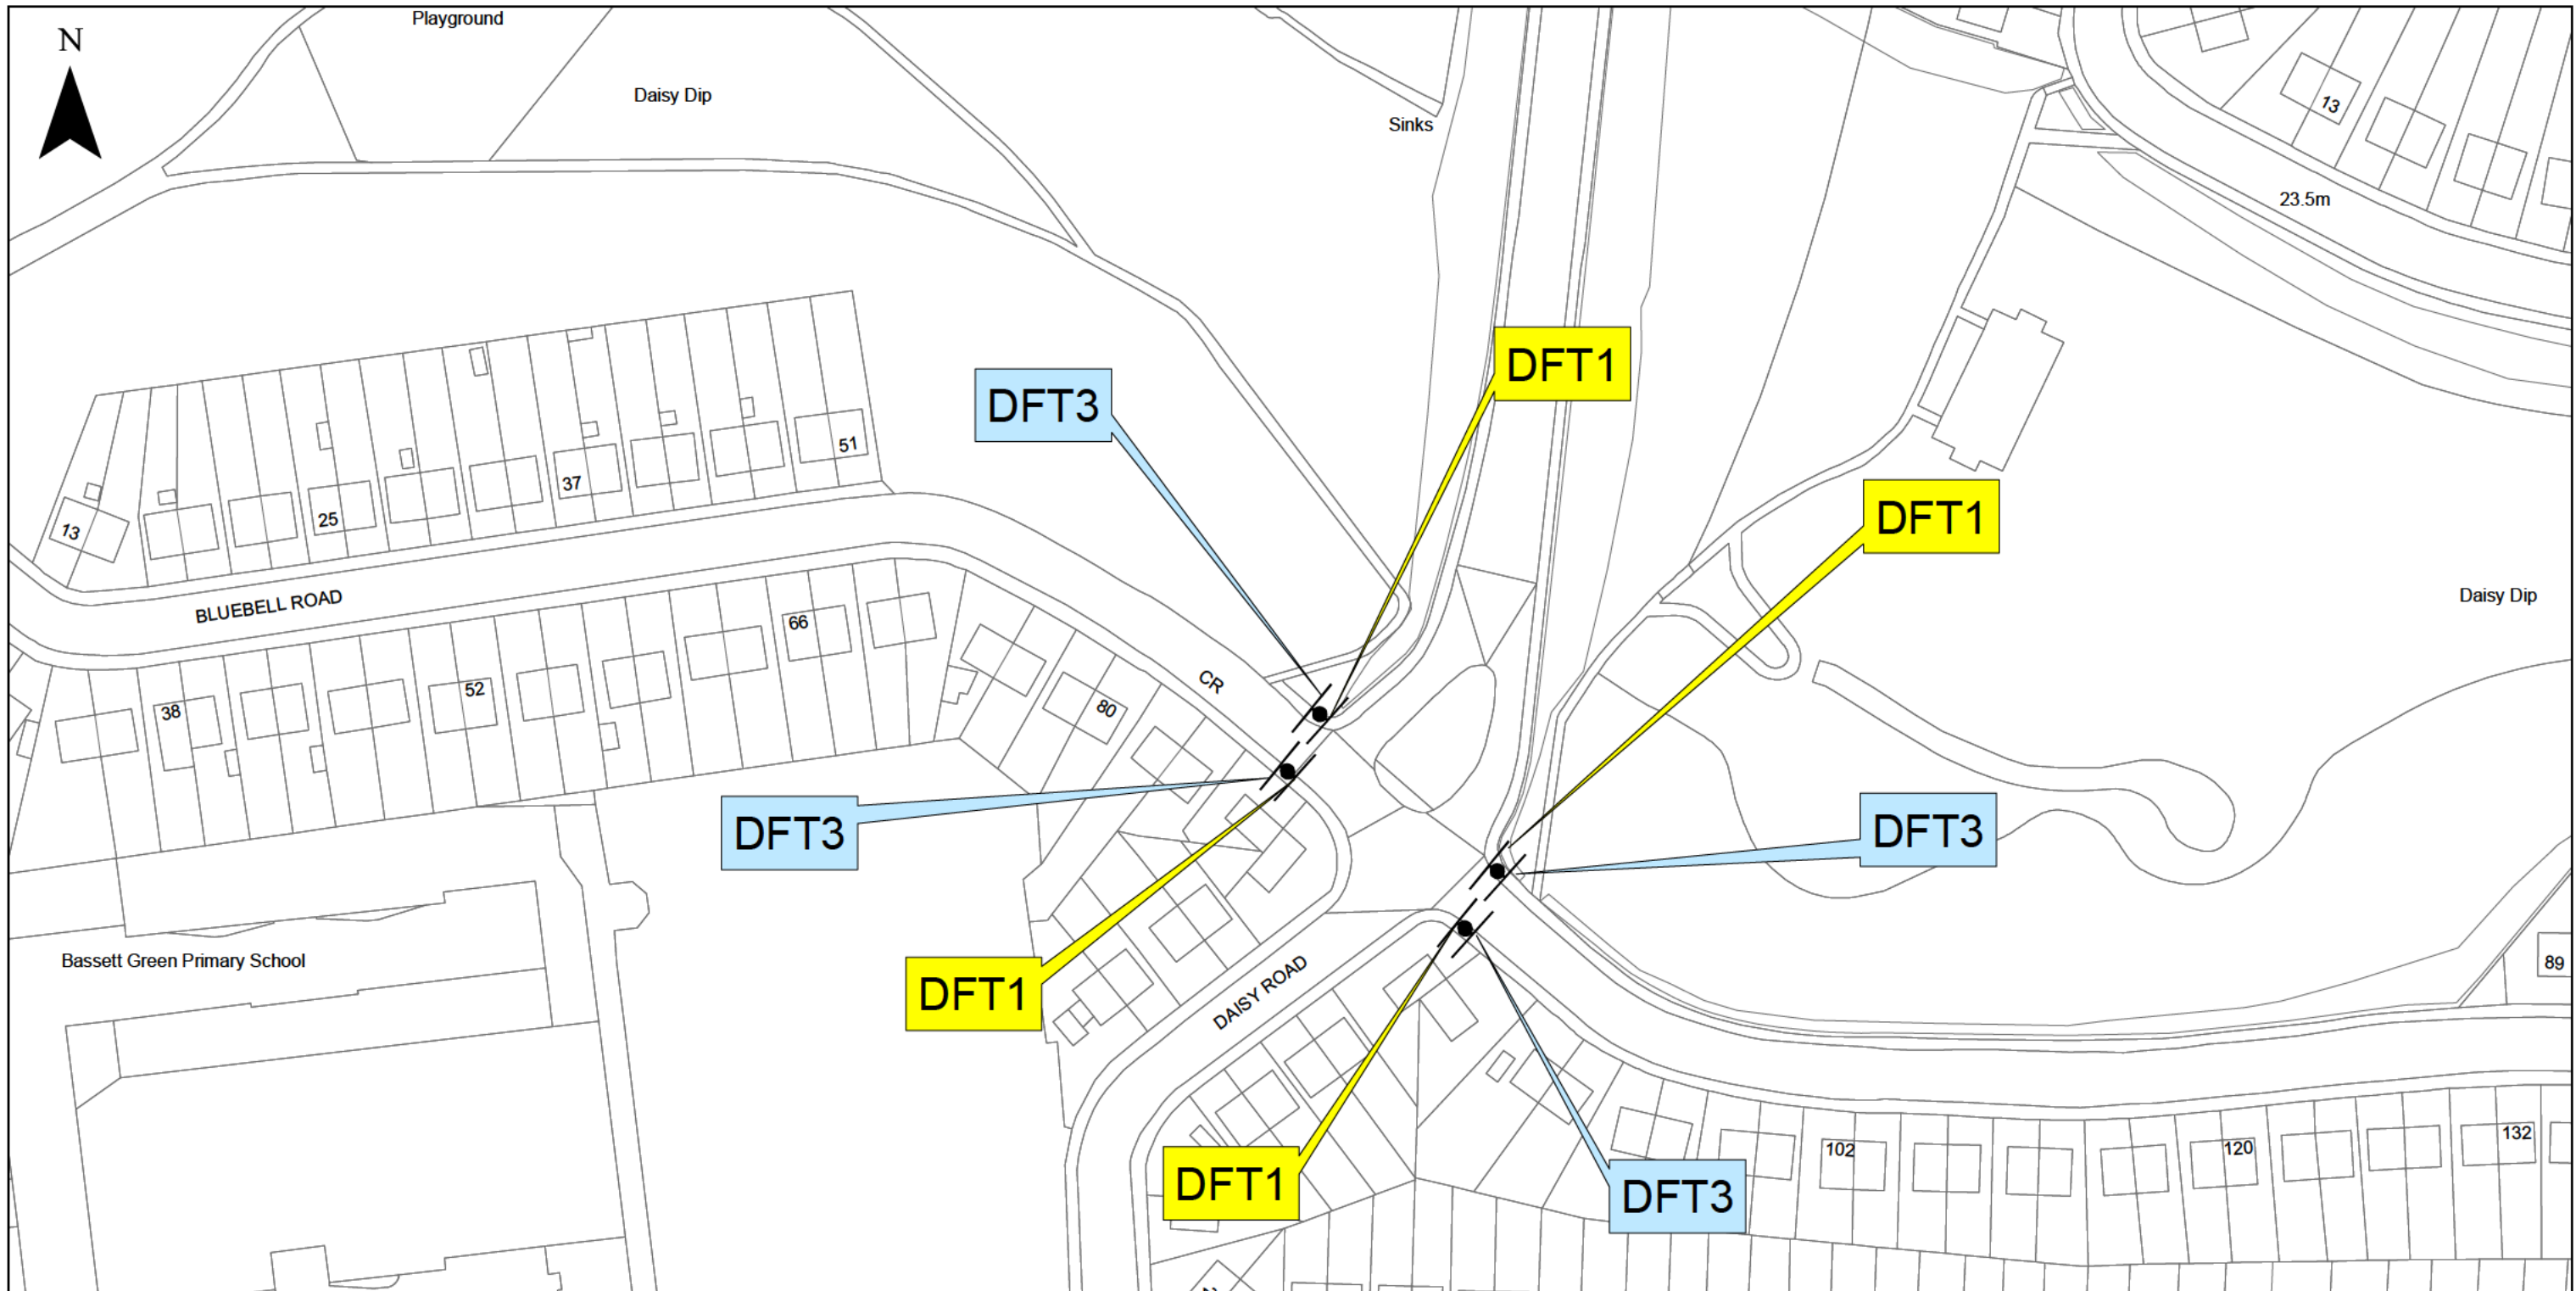 Playground
N
Daisy Dip
13
Sinks
23.5m
DFT1
DFT3
51
37
DFT1
25
13
Daisy Dip
BLUEBELL ROAD
66
CR
52
80
38
DFT3
DFT3
Bassett Green Primary School
89
DFT1
DAISY ROAD
132
120
102
DFT1
DFT3